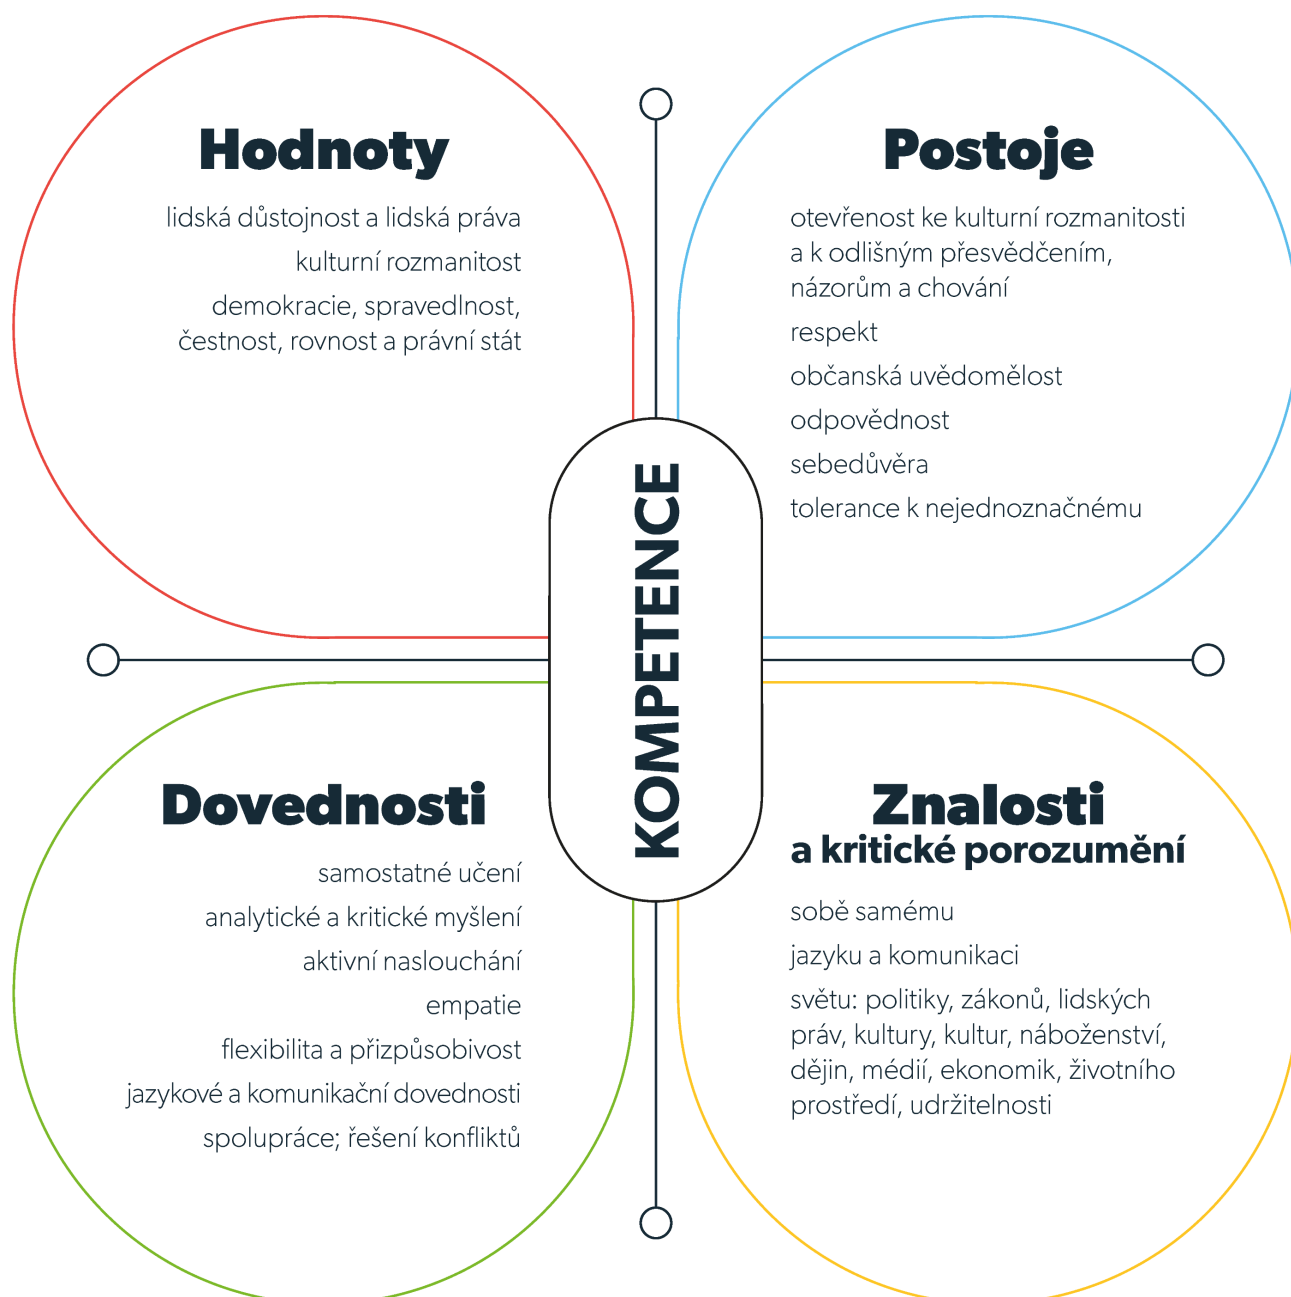 Hodnoty
lidská důstojnost a lidská práva
kulturní rozmanitost
demokracie, spravedlnost,
čestnost, rovnost a právní stát
Postoje
otevřenost ke kulturní rozmanitosti
a k odlišným přesvědčením,
názorům a chování
respekt
občanská uvědomělost
odpovědnost
sebedůvěra
tolerance k nejednoznačnému
KOMPETENCE
Dovednosti
samostatné učení
analytické a kritické myšlení
aktivní naslouchání
empatie
flexibilita a přizpůsobivost
jazykové a komunikační dovednosti
spolupráce; řešení konfliktů
Znalosti
a kritické porozumění
sobě samému
jazyku a komunikaci
světu: politiky, zákonů, lidských
práv, kultury, kultur, náboženství,
dějin, médií, ekonomik, životního
prostředí, udržitelnosti